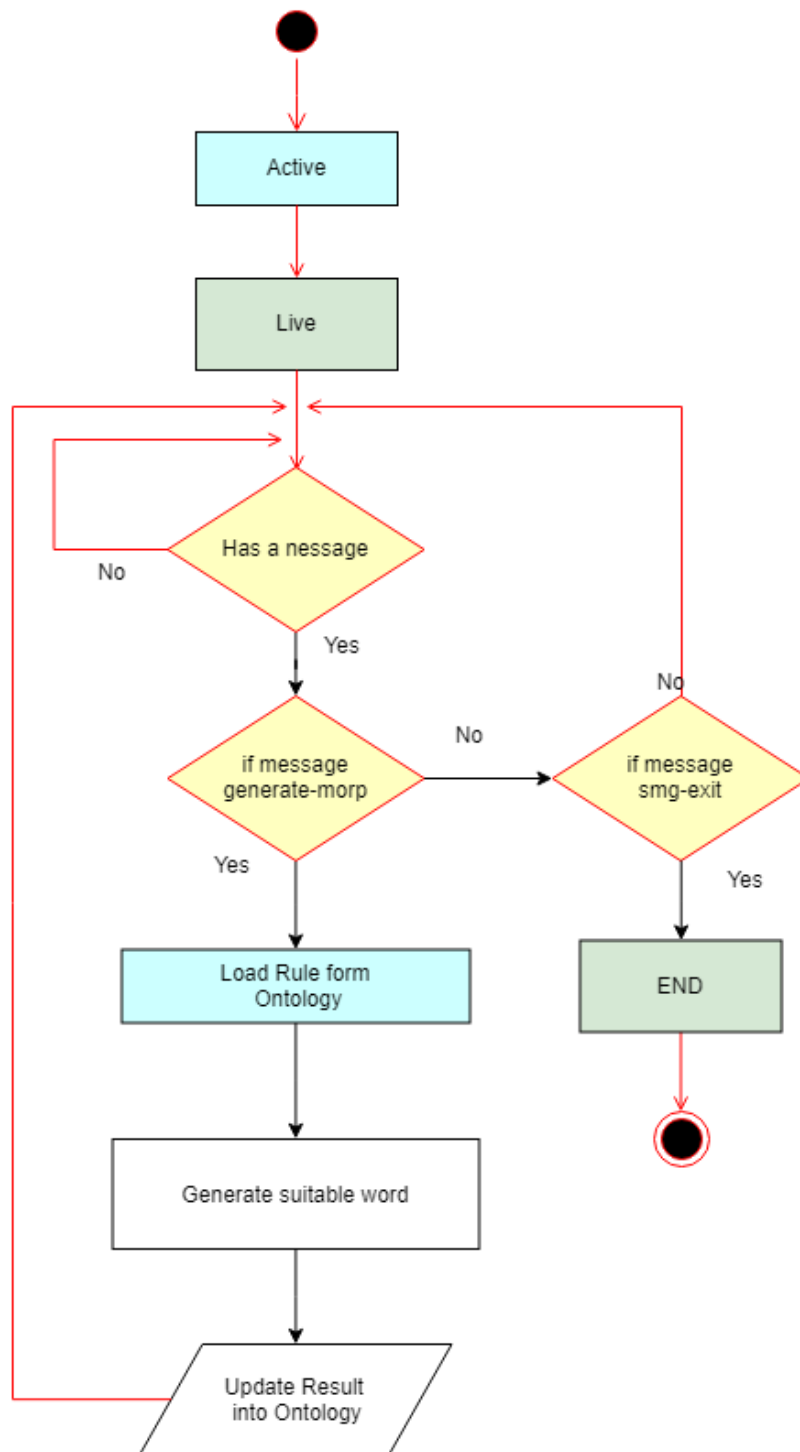 Active
Live
Has a nessage
No
Yes
No
if message
generate-morp
No
if message
smg-exit
Yes
Yes
Load Rule form
Ontology
END
Generate suitable word
Update Result
into Ontology